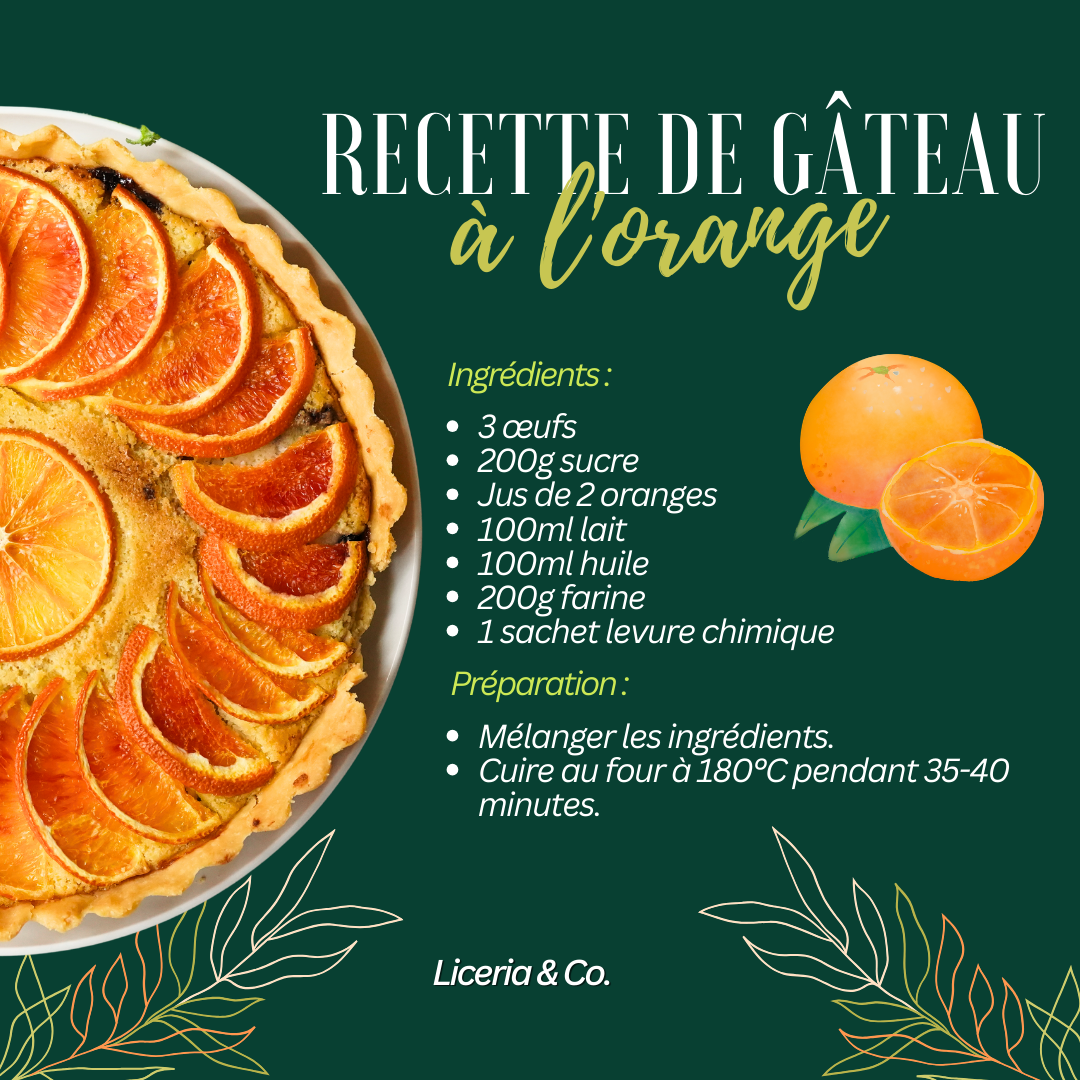 RECETTE DE GÂTEAU
à l'orange
Ingrédients :
• 3 œufs
• 200g sucre
• Jus de 2 oranges
• 100ml lait
• 100ml huile
• 200g farine
• 1 sachet levure chimique
Préparation :
• Mélanger les ingrédients.
• Cuire au four à 180°C pendant 35-40
minutes.
Liceria & Co.